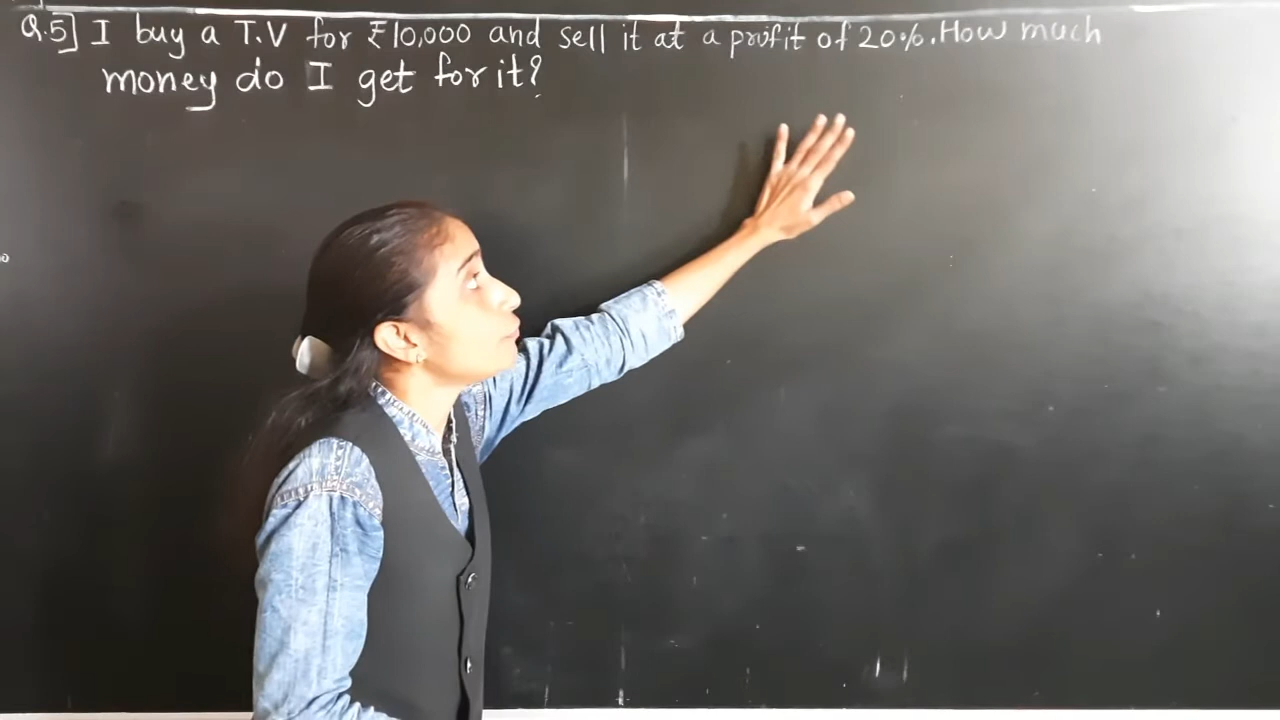 Q.5] I buy a T.V for ₹10,000 and sell it at a profit of 20%. How much
money do I get for it?